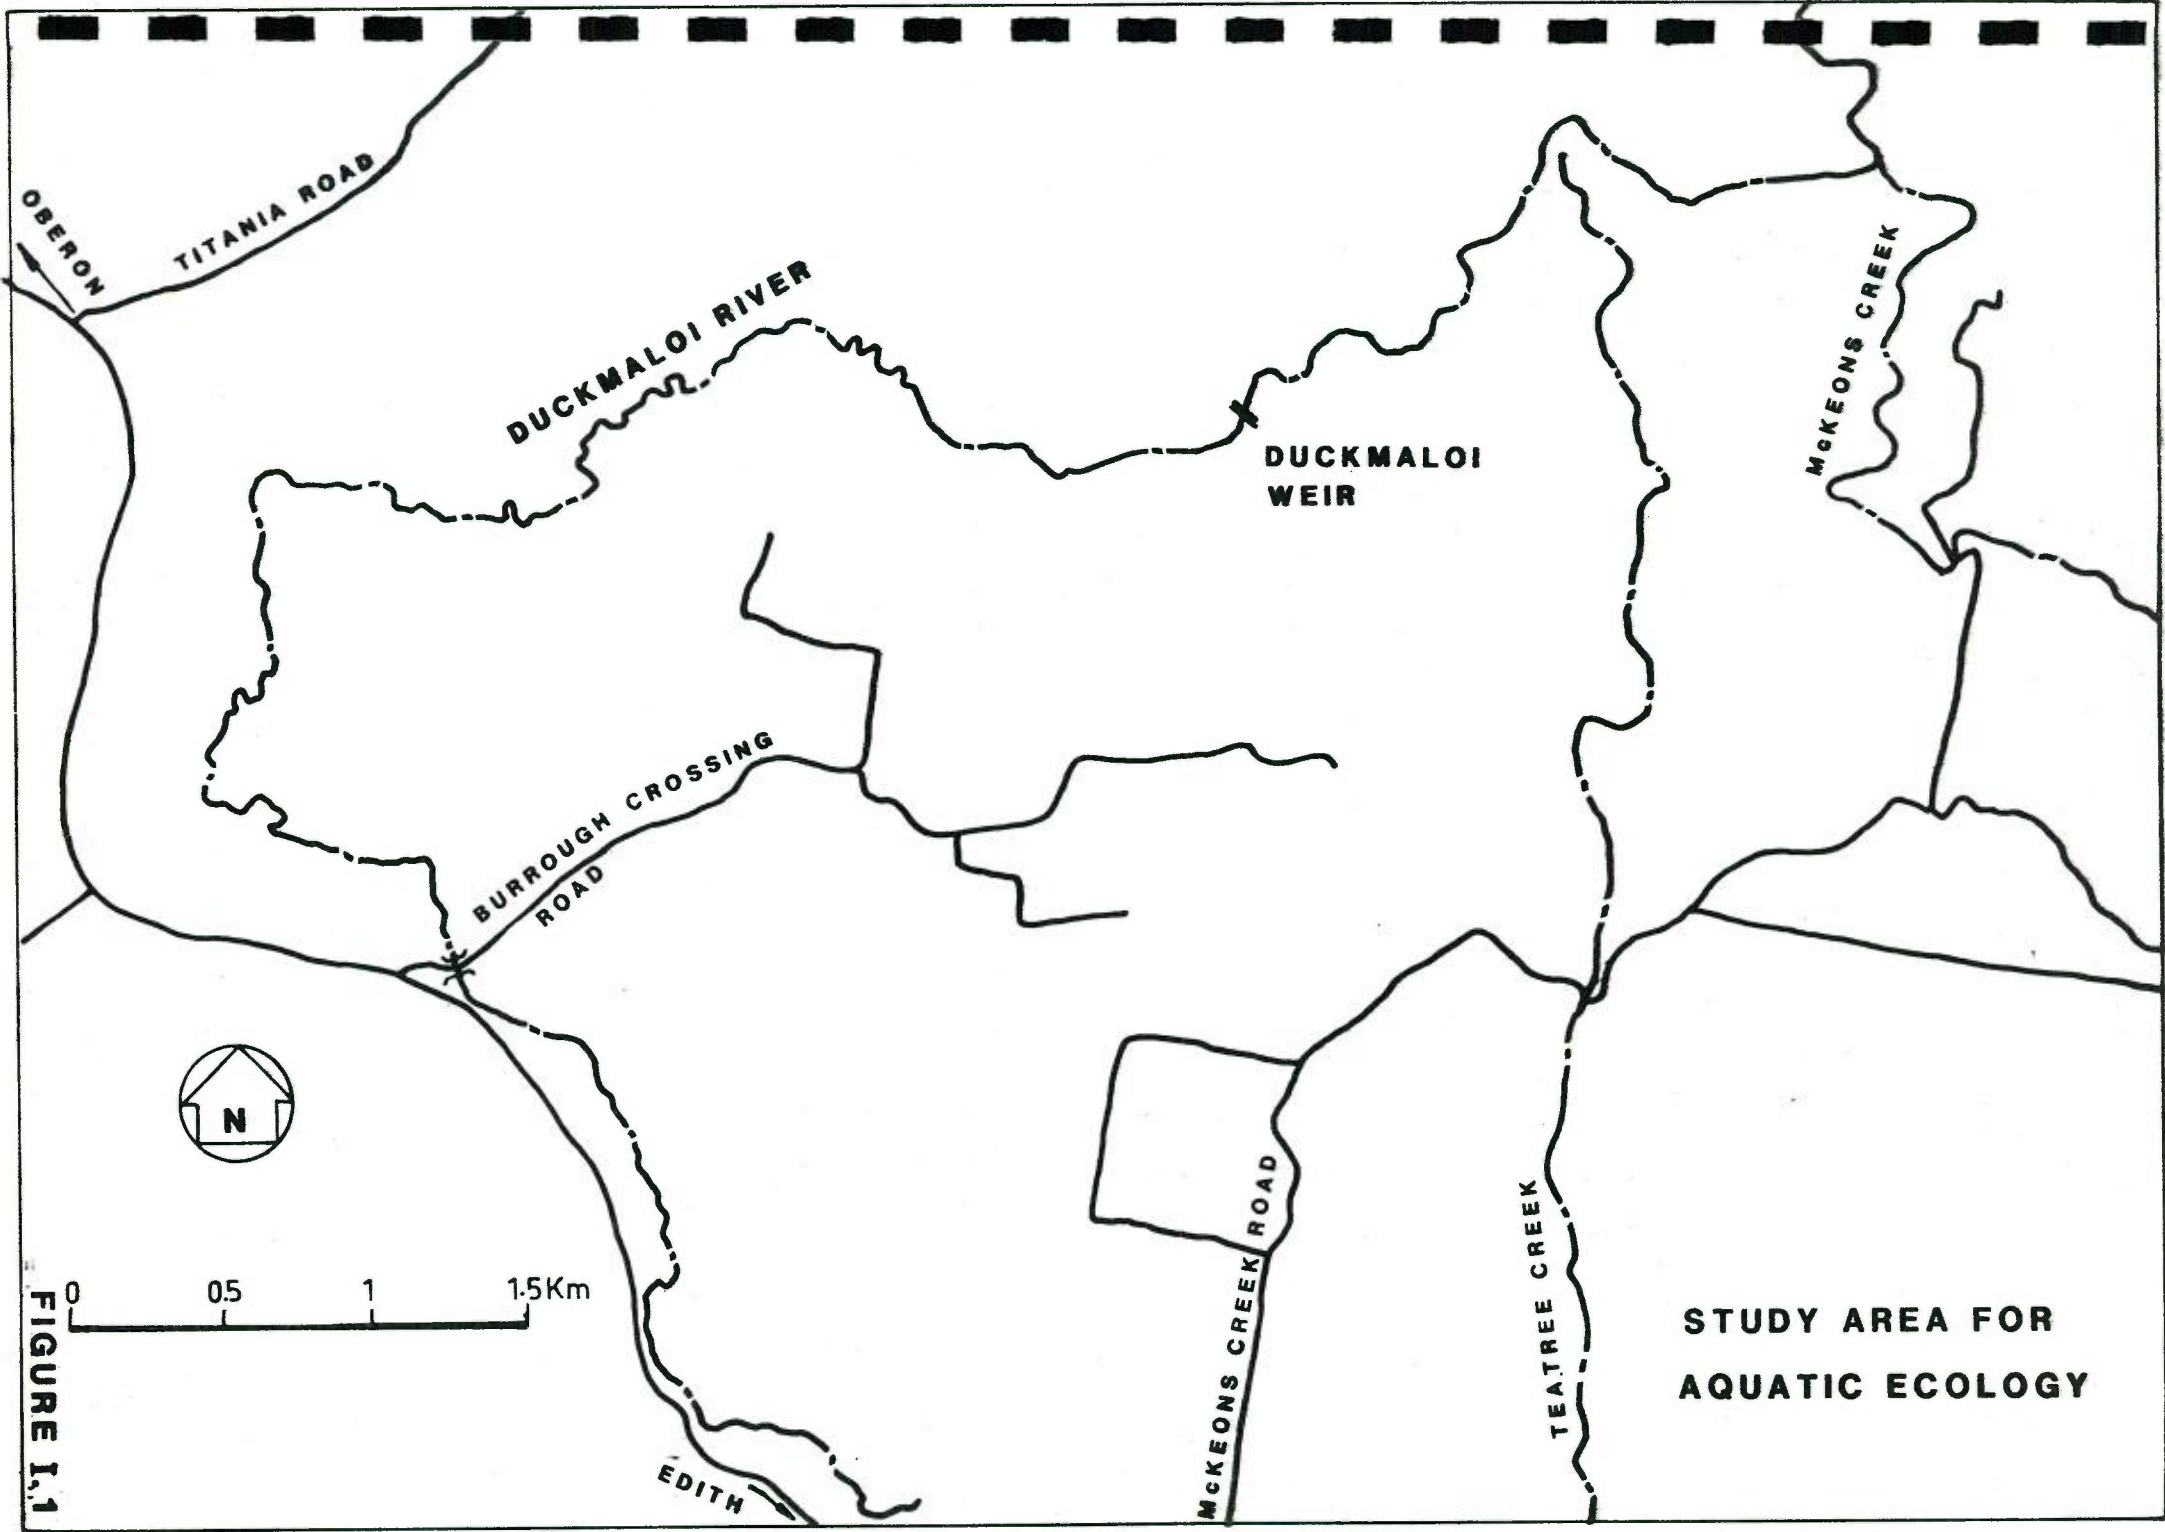 OBERON
TITANIA ROAD
DUCKMALOI RIVER
McKEONS CREEK
DUCKMALOI
WEIR
BURROUGH CROSSING
ROAD
N
McKEONS CREEK ROAD
TEATREE CREEK
0 0.5 1 1.5Km
STUDY AREA FOR
AQUATIC ECOLOGY
EDITH
FIGURE I,1